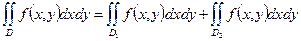 ∬_D f(x,y)dxdy = ∬_{D_1} f(x,y)dxdy + ∬_{D_2} f(x,y)dxdy